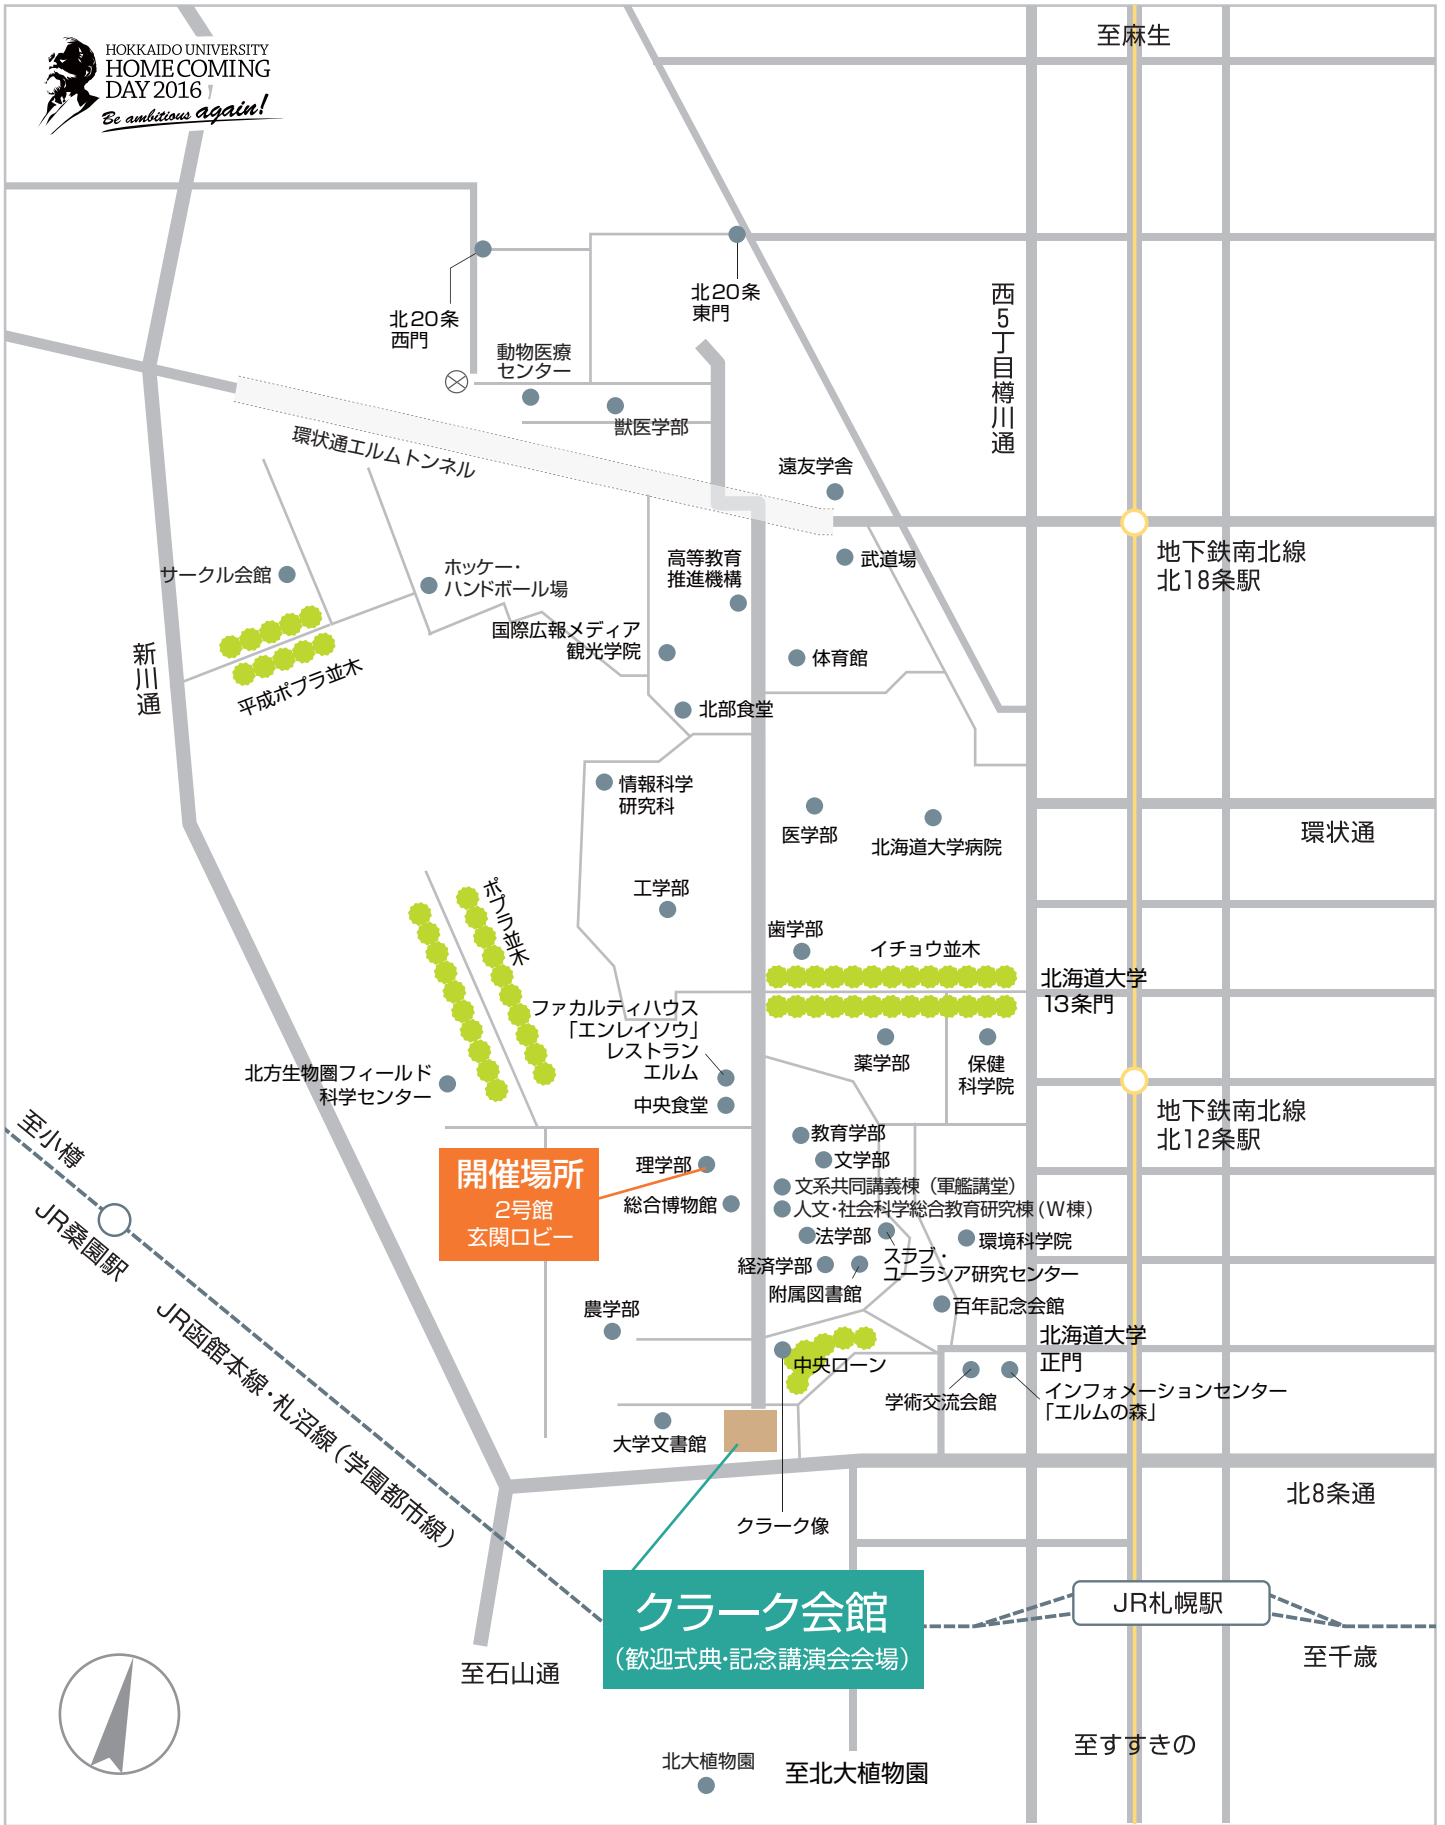 至麻生
HOKKAIDO UNIVERSITY
HOMECOMING
DAY 2016
Be ambitious again!
北20条
東門
西5丁目樽川通
北20条
西門
動物医療
センター
獣医学部
環状通エルムトンネル
遠友学舎
地下鉄南北線
北18条駅
武道場
高等教育
推進機構
ホッケー・
ハンドボール場
サークル会館
国際広報メディア
観光学院
体育館
新川通
平成ポプラ並木
北部食堂
情報科学
研究科
医学部
北海道大学病院
環状通
工学部
ポプラ並木
歯学部
イチョウ並木
北海道大学
13条門
ファカルティハウス
「エンレイソウ」
レストラン
エルム
薬学部
保健
科学院
北方生物圏フィールド
科学センター
中央食堂
地下鉄南北線
北12条駅
至小樽
教育学部
文学部
開催場所
2号館
玄関ロビー
理学部
文系共同講義棟（軍艦講堂）
総合博物館
人文・社会科学総合教育研究棟(W棟)
JR桑園駅
法学部
環境科学院
スラブ・
ユーラシア研究センター
経済学部
附属図書館
百年記念会館
農学部
JR函館本線・札沼線（学園都市線）
北海道大学
正門
中央ローン
学術交流会館
インフォメーションセンター
「エルムの森」
大学文書館
北8条通
クラーク像
クラーク会館
（歓迎式典・記念講演会会場）
JR札幌駅
至千歳
至石山通
至すすきの
北大植物園
至北大植物園